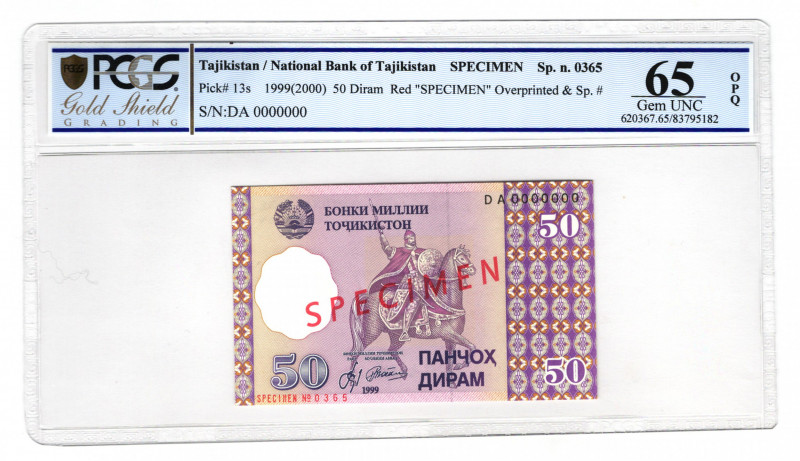 PCGS
Gold Shield
GRADING
Tajikistan / National Bank of Tajikistan SPECIMEN Sp. n. 0365
Pick# 13s 1999(2000) 50 Diram Red "SPECIMEN" Overprinted & Sp. #
S/N:DA 0000000
65
Gem UNC
620367.65/83795182
OPQ
DA0000000
БОНКИ МИЛЛИИ
ТОҶИКИСТОН
50
SPECIMEN
50
ПАНҶОҲ
ДИРАМ
50
1999
SPECIMEN № 0365